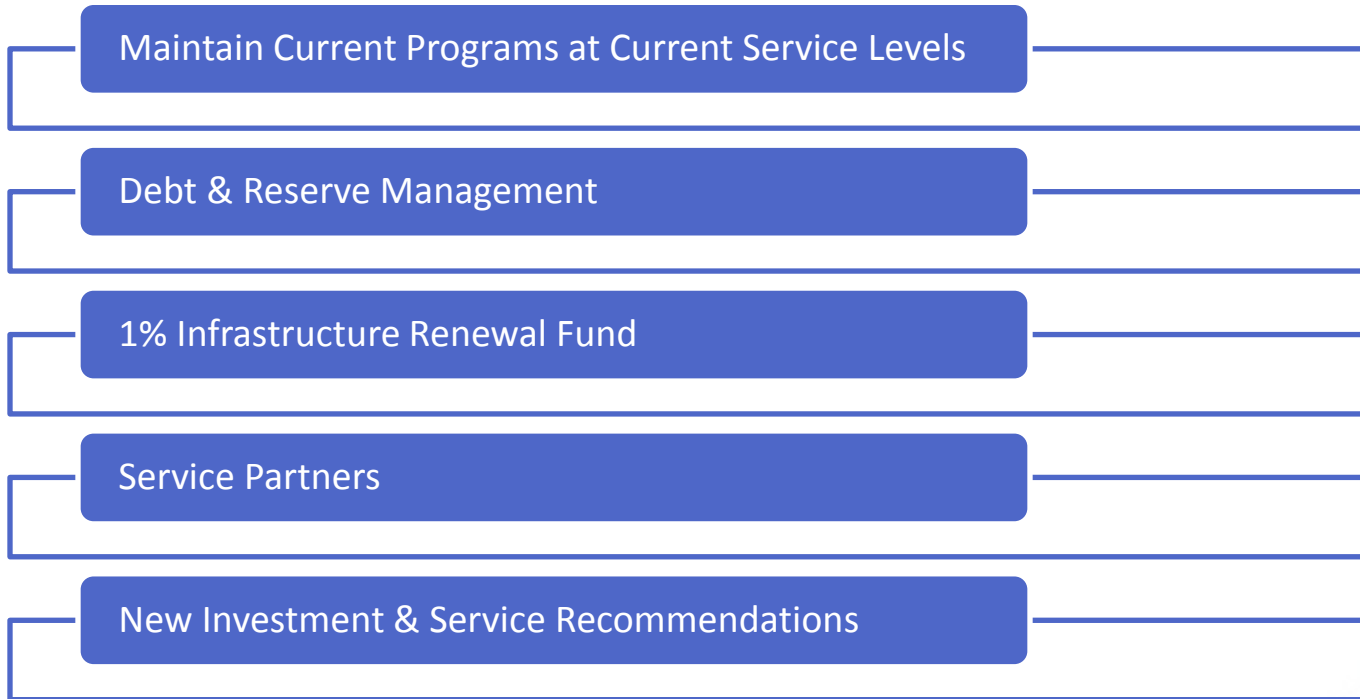 Maintain Current Programs at Current Service Levels
Debt & Reserve Management
1% Infrastructure Renewal Fund
Service Partners
New Investment & Service Recommendations